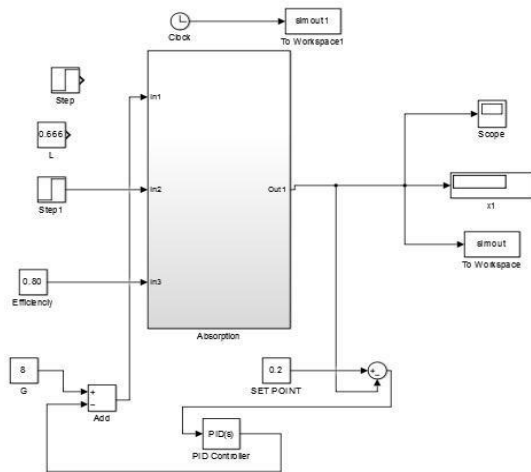 simout1
Clock
To Workspace1
Step
In1
0.666
L
Scope
Step1
In2
Out1
x1
simout
To Workspace
0.80
In3
Efficiencly
Absorption
8
G
+
−
Add
0.2
SET POINT
+
−
PID(s)
PID Controller